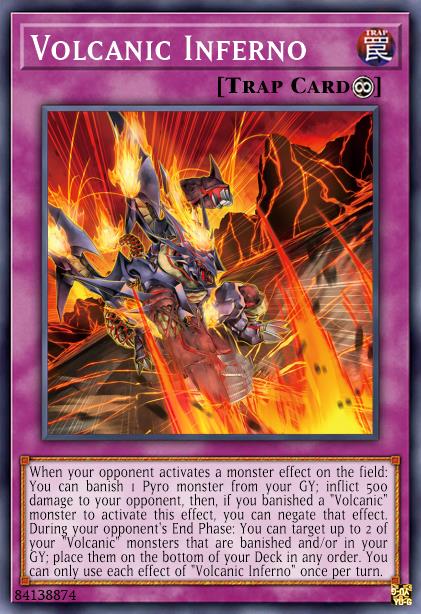 VOLCANIC INFERNO
TRAP
罠
[TRAP CARD]
When your opponent activates a monster effect on the field:
You can banish 1 Pyro monster from your GY; inflict 500
damage to your opponent, then, if you banished a "Volcanic"
monster to activate this effect, you can negate that effect.
During your opponent's End Phase: You can target up to 2 of
your "Volcanic" monsters that are banished and/or in your
GY; place them on the bottom of your Deck in any order. You
can only use each effect of "Volcanic Inferno" once per turn.
84138874